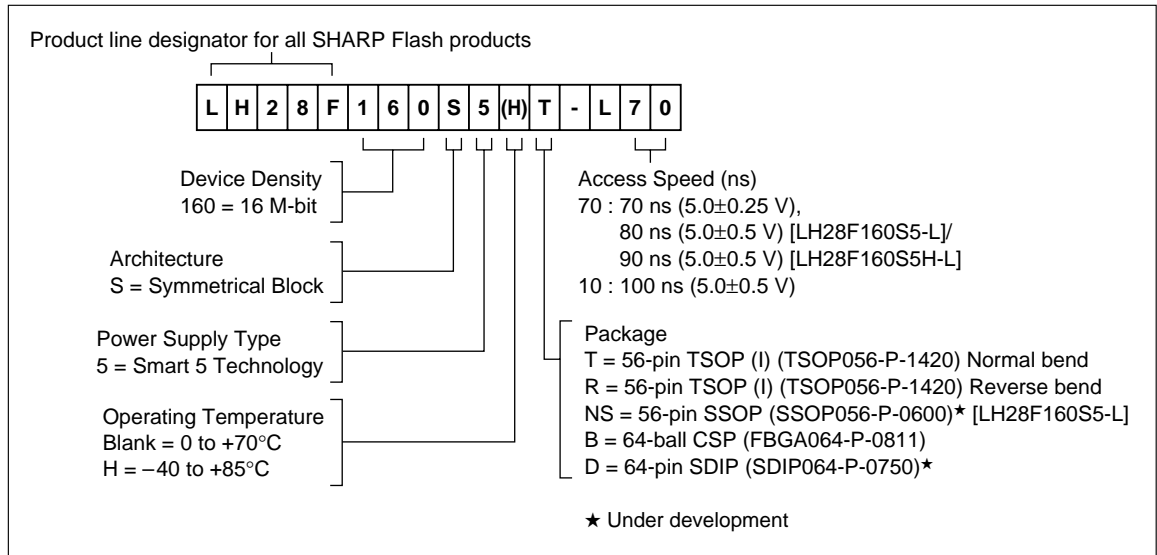 Product line designator for all SHARP Flash products
L H 2 8 F 1 6 0 S 5 (H) T - L 7 0
Device Density
160 = 16 M-bit
Architecture
S = Symmetrical Block
Power Supply Type
5 = Smart 5 Technology
Operating Temperature
Blank = 0 to +70°C
H = −40 to +85°C
Access Speed (ns)
70 : 70 ns (5.0±0.25 V),
80 ns (5.0±0.5 V) [LH28F160S5-L]/
90 ns (5.0±0.5 V) [LH28F160S5H-L]
10 : 100 ns (5.0±0.5 V)
Package
T = 56-pin TSOP (I) (TSOP056-P-1420) Normal bend
R = 56-pin TSOP (I) (TSOP056-P-1420) Reverse bend
NS = 56-pin SSOP (SSOP056-P-0600)★ [LH28F160S5-L]
B = 64-ball CSP (FBGA064-P-0811)
D = 64-pin SDIP (SDIP064-P-0750)★
★ Under development